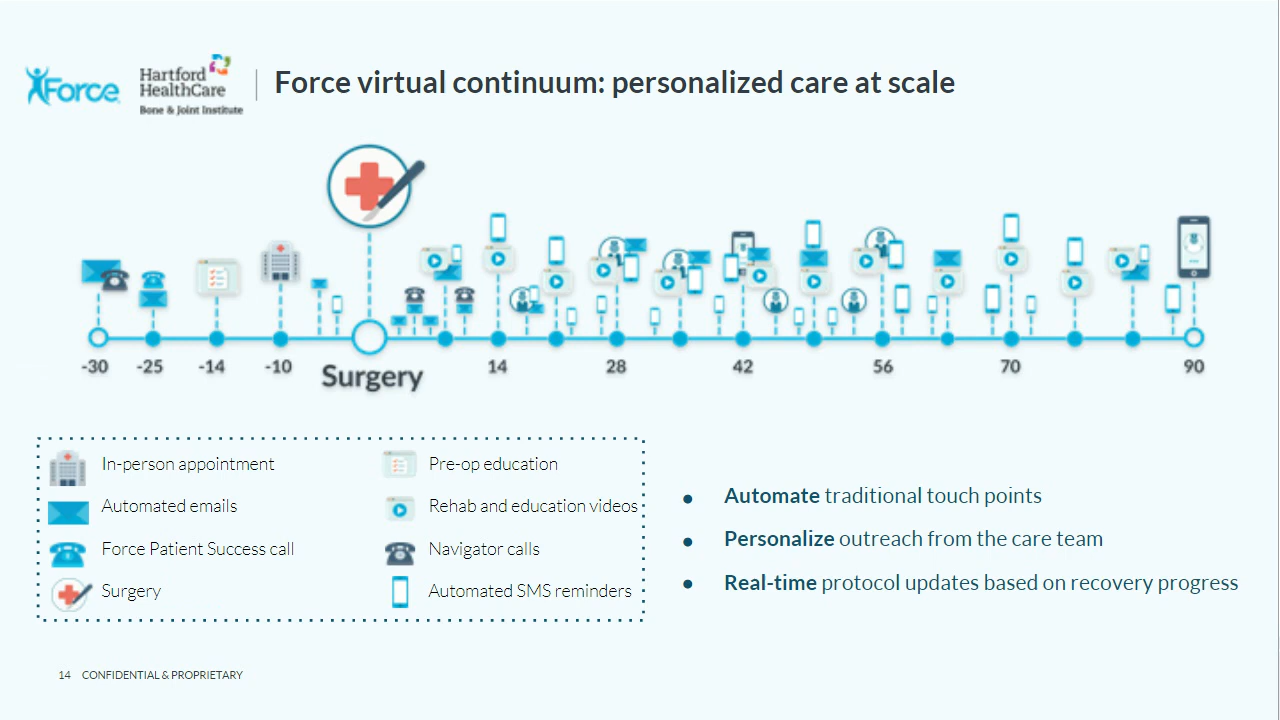 Force
Hartford
HealthCare
Bone & Joint Institute
Force virtual continuum: personalized care at scale
-30 -25 -14 -10 Surgery 14 28 42 56 70 90
In-person appointment
Automated emails
Force Patient Success call
Surgery
Pre-op education
Rehab and education videos
Navigator calls
Automated SMS reminders
• Automate traditional touch points
• Personalize outreach from the care team
• Real-time protocol updates based on recovery progress
14 CONFIDENTIAL & PROPRIETARY